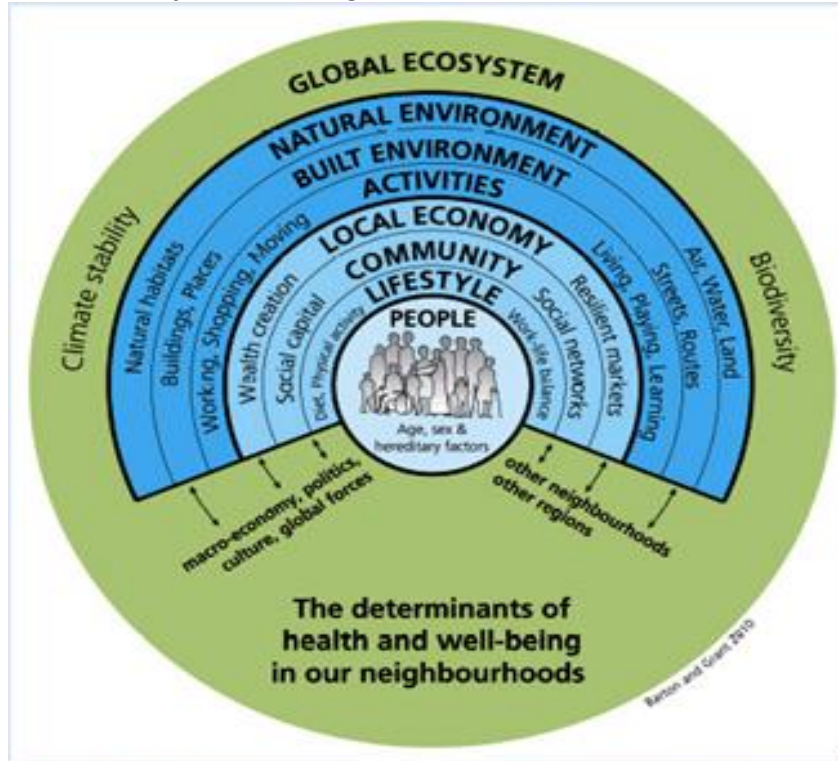 GLOBAL ECOSYSTEM
NATURAL ENVIRONMENT
BUILT ENVIRONMENT
ACTIVITIES
LOCAL ECONOMY
COMMUNITY
LIFESTYLE
PEOPLE
Age, sex &
hereditary factors
Climate stability
Natural habitats
Buildings, Places
Working, Shopping, Moving
Wealth creation
Social capital
Diet, Physical activity
Work-life balance
Social networks
Resilient markets
Living, Playing, Learning
Streets, Routes
Air, Water, Land
Biodiversity
macro-economy, politics,
culture, global forces
other neighbourhoods
other regions
The determinants of
health and well-being
in our neighbourhoods
Barton and Grant 2010